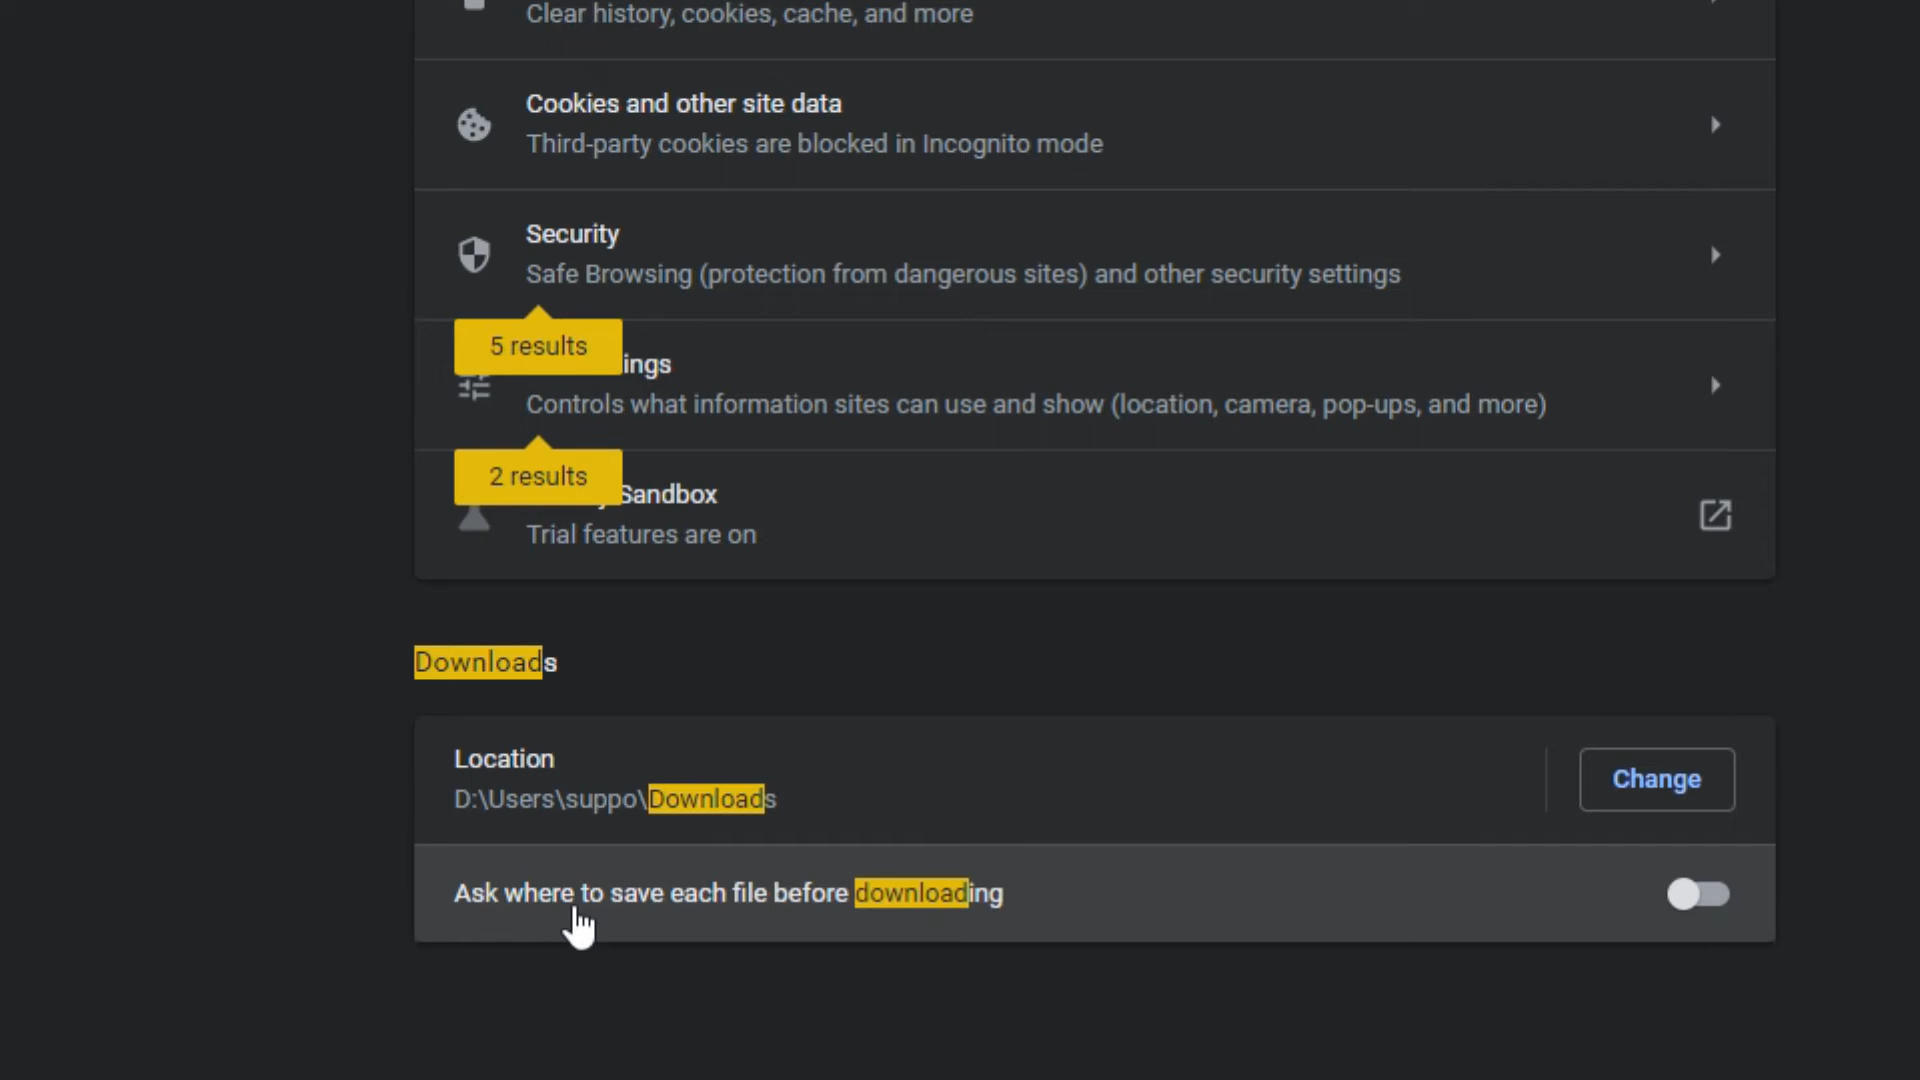 Clear history, cookies, cache, and more
Cookies and other site data
Third-party cookies are blocked in Incognito mode
Security
Safe Browsing (protection from dangerous sites) and other security settings
5 results
ings
Controls what information sites can use and show (location, camera, pop-ups, and more)
2 results
Sandbox
Trial features are on
Downloads
Location
D:\Users\suppo\Downloads
Change
Ask where to save each file before downloading